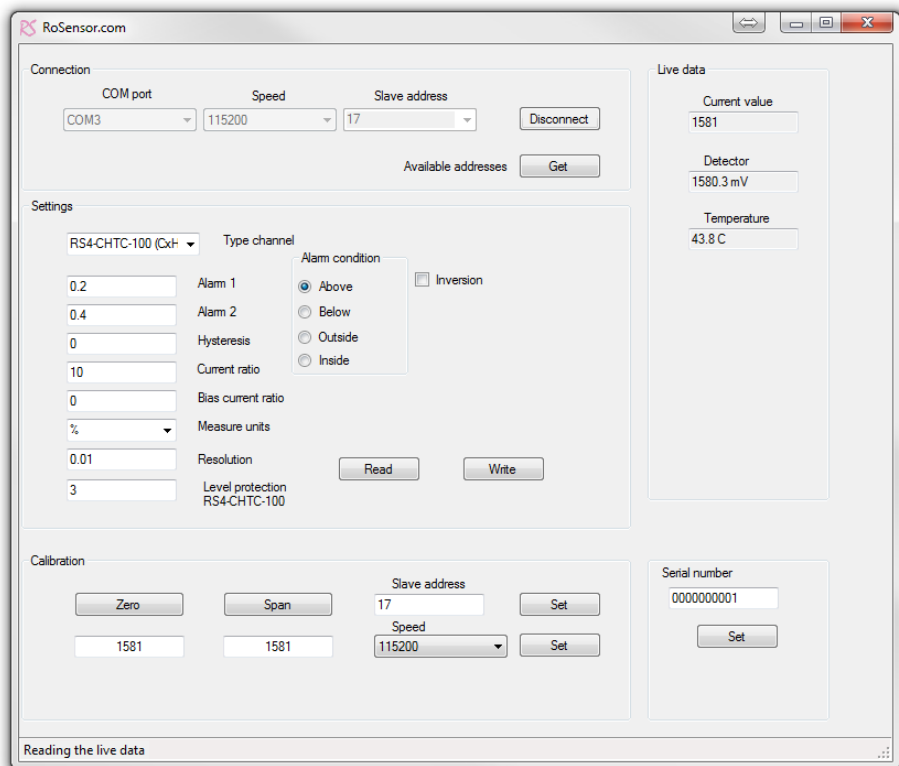 RoSensor.com
Connection
COM port
Speed
Slave address
COM3
115200
17
Disconnect
Available addresses
Get
Settings
RS4-CHTC-100 (CxH
Type channel
Alarm condition
0.2
Alarm 1
Above
Inversion
0.4
Alarm 2
Below
0
Hysteresis
Outside
Inside
10
Current ratio
0
Bias current ratio
%
Measure units
0.01
Resolution
Read
Write
3
Level protection
RS4-CHTC-100
Live data
Current value
1581
Detector
1580.3 mV
Temperature
43.8 C
Calibration
Zero
Span
Slave address
17
Set
1581
1581
Speed
115200
Set
Serial number
0000000001
Set
Reading the live data